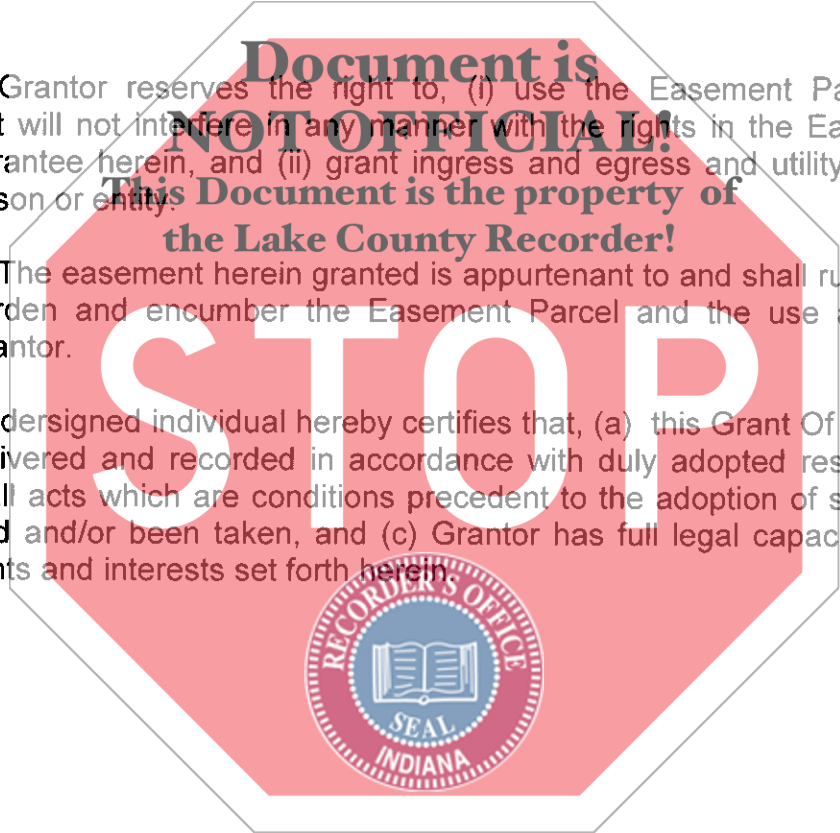 Document is
Grantor reserves the right to, (i) use the Easement Pa
NOT OFFICIAL!
t will not interfere in any manner with the rights in the Ea
rantee herein, and (ii) grant ingress and egress and utility
This Document is the property of
son or entity.
the Lake County Recorder!
The easement herein granted is appurtenant to and shall ru
rden and encumber the Easement Parcel and the use a
antor.
STOP
dersigned individual hereby certifies that, (a) this Grant Of
ivered and recorded in accordance with duly adopted res
ll acts which are conditions precedent to the adoption of s
d and/or been taken, and (c) Grantor has full legal capac
nts and interests set forth herein.
RECORDER'S OFFICE
SEAL
INDIANA